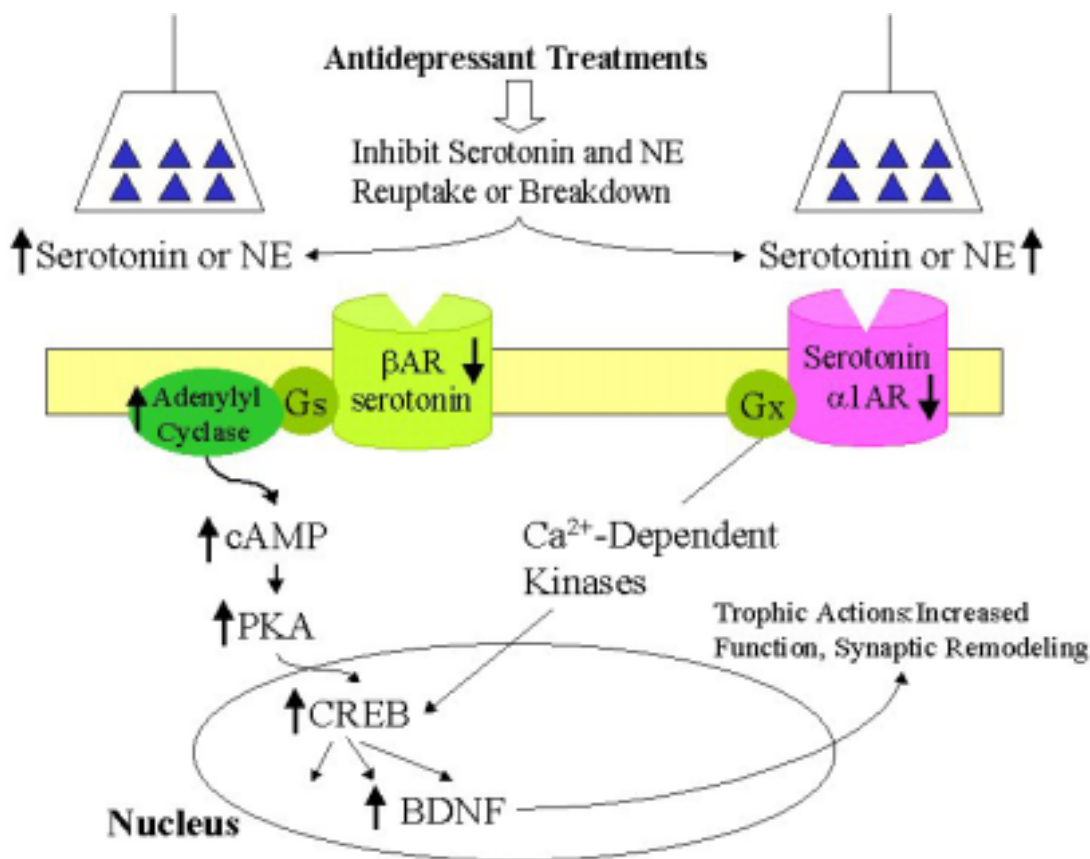 Antidepressant Treatments
Inhibit Serotonin and NE
Reuptake or Breakdown
Serotonin or NE
Serotonin or NE
βAR
serotonin
Serotonin
α1AR
Adenylyl
Cyclase
Gs
Gx
cAMP
Ca²⁺-Dependent
Kinases
PKA
Trophic Actions:Increased
Function, Synaptic Remodeling
CREB
BDNF
Nucleus